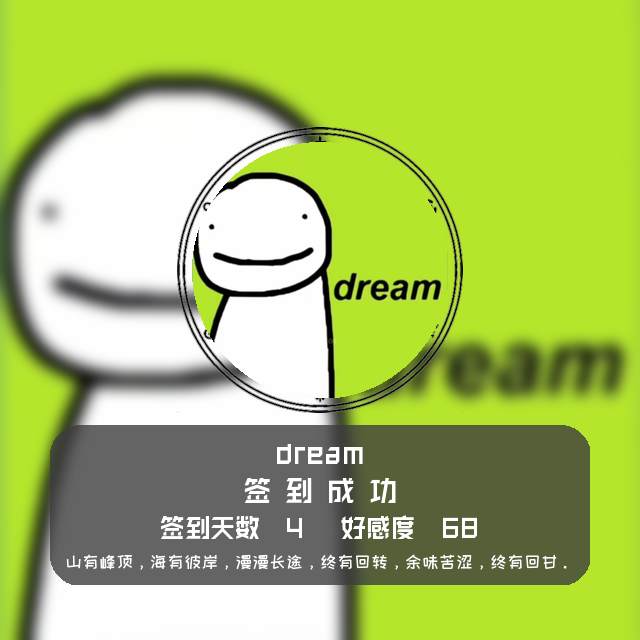 dream
dream
dream
签到成功
签到天数 4 好感度 68
山有峰顶，海有彼岸，漫漫长途，终有回转，余味苦涩，终有回甘。